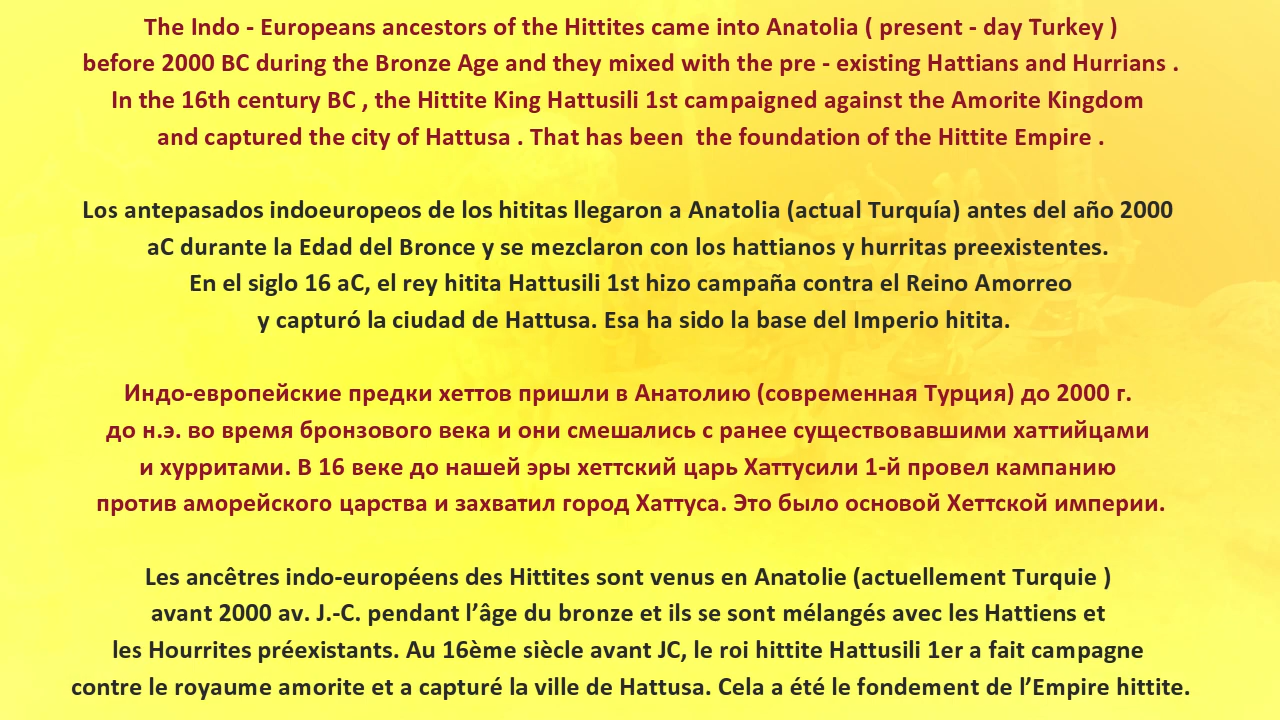 The Indo - Europeans ancestors of the Hittites came into Anatolia ( present - day Turkey )
before 2000 BC during the Bronze Age and they mixed with the pre - existing Hattians and Hurrians .
In the 16th century BC , the Hittite King Hattusili 1st campaigned against the Amorite Kingdom
and captured the city of Hattusa . That has been  the foundation of the Hittite Empire .
Los antepasados indoeuropeos de los hititas llegaron a Anatolia (actual Turquía) antes del año 2000
aC durante la Edad del Bronce y se mezclaron con los hattianos y hurritas preexistentes.
En el siglo 16 aC, el rey hitita Hattusili 1st hizo campaña contra el Reino Amorreo
y capturó la ciudad de Hattusa. Esa ha sido la base del Imperio hitita.
Индо-европейские предки хеттов пришли в Анатолию (современная Турция) до 2000 г.
до н.э. во время бронзового века и они смешались с ранее существовавшими хаттийцами
и хурритами. В 16 веке до нашей эры хеттский царь Хаттусили 1-й провел кампанию
против аморейского царства и захватил город Хаттуса. Это было основой Хеттской империи.
Les ancêtres indo-européens des Hittites sont venus en Anatolie (actuellement Turquie )
avant 2000 av. J.-C. pendant l’âge du bronze et ils se sont mélangés avec les Hattiens et
les Hourrites préexistants. Au 16ème siècle avant JC, le roi hittite Hattusili 1er a fait campagne
contre le royaume amorite et a capturé la ville de Hattusa. Cela a été le fondement de l’Empire hittite.